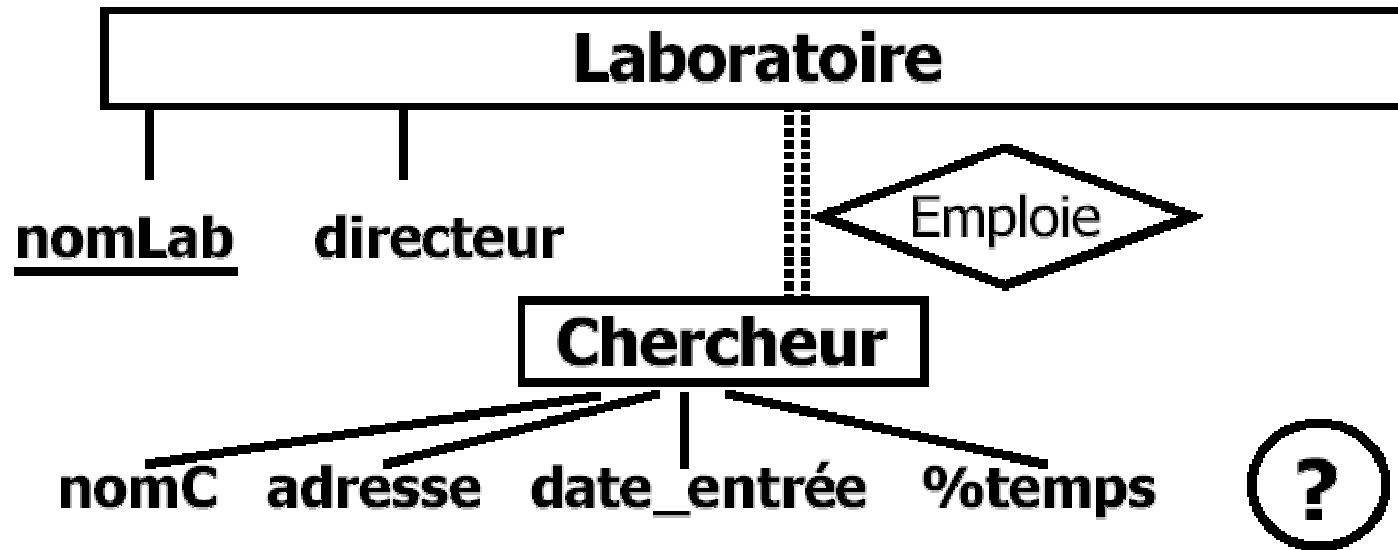 Laboratoire
nomLab directeur
Emploie
Chercheur
nomC adresse date_entrée %temps
?